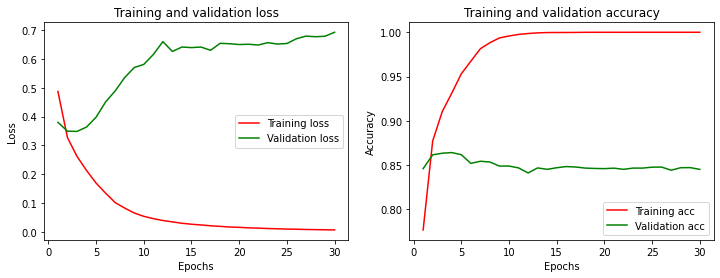 Training and validation loss
Loss
0.7
0.6
0.5
0.4
0.3
0.2
0.1
0.0
Training loss
Validation loss
0 5 10 15 20 25 30
Epochs
Training and validation accuracy
Accuracy
1.00
0.95
0.90
0.85
0.80
Training acc
Validation acc
0 5 10 15 20 25 30
Epochs